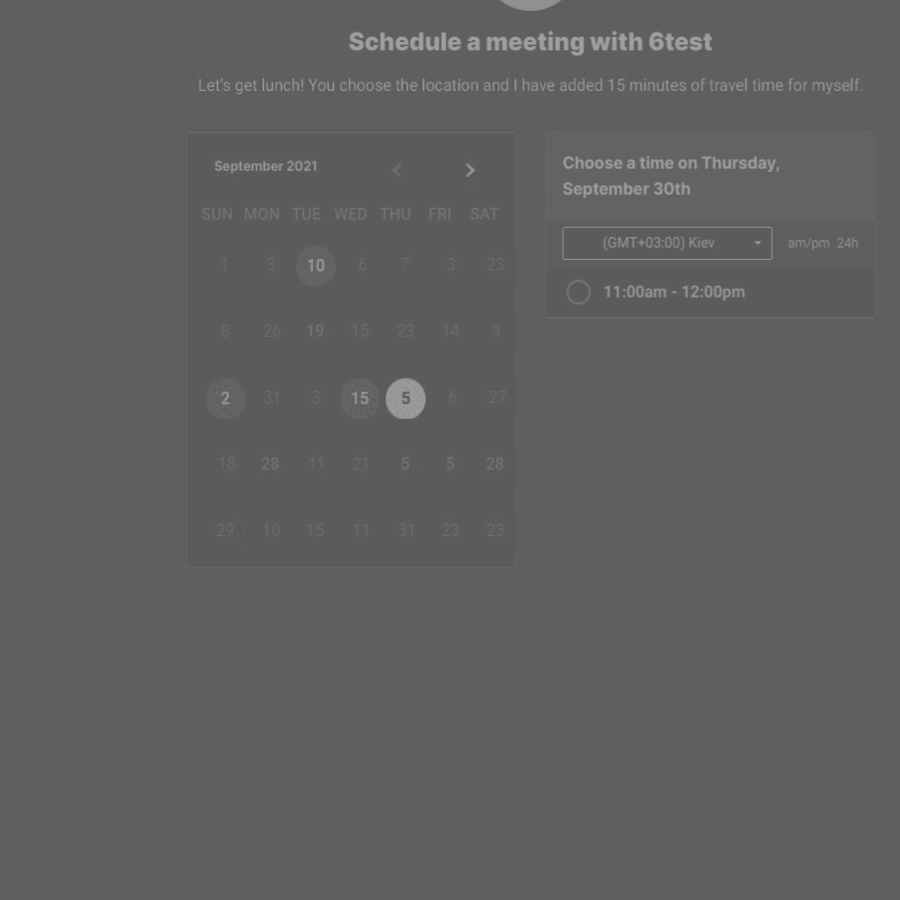 Schedule a meeting with 6test
Let's get lunch! You choose the location and I have added 15 minutes of travel time for myself.
September 2021
SUN MON TUE WED THU FRI SAT
1 3 10 6 7 3 23
8 26 19 15 23 14 3
2 31 3 15 5 6 27
18 28 11 21 5 5 28
29 10 15 11 31 23 23
Choose a time on Thursday,
September 30th
(GMT+03:00) Kiev am/pm 24h
11:00am - 12:00pm